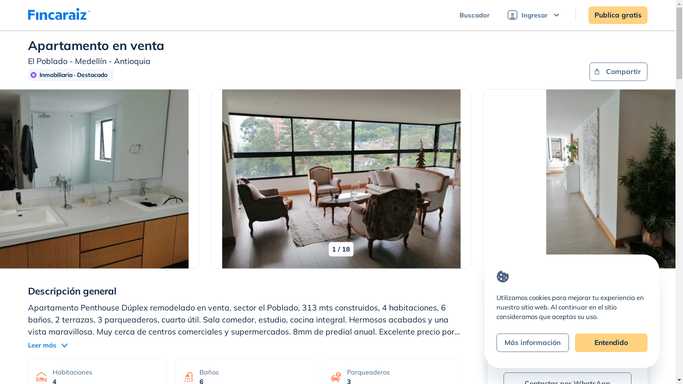 Fincaraiz
Buscador
Ingresar
Publica gratis
Apartamento en venta
El Poblado - Medellín - Antioquia
Inmobiliaria · Destacado
Compartir
1 / 18
Descripción general
Apartamento Penthouse Dúplex remodelado en venta, sector el Poblado, 313 mts construidos, 4 habitaciones, 6
baños, 2 terrazas, 3 parqueaderos, cuarto útil. Sala comedor, estudio, cocina integral. Hermosos acabados y una
vista maravillosa. Muy cerca de centros comerciales y supermercados. 8mm de predial anual. Excelente precio por...
Leer más
Habitaciones
4
Baños
6
Parqueaderos
3
Utilizamos cookies para mejorar tu experiencia en
nuestro sitio web. Al continuar en el sitio
consideramos que aceptas su uso.
Más información
Entendido
Contactar por WhatsApp